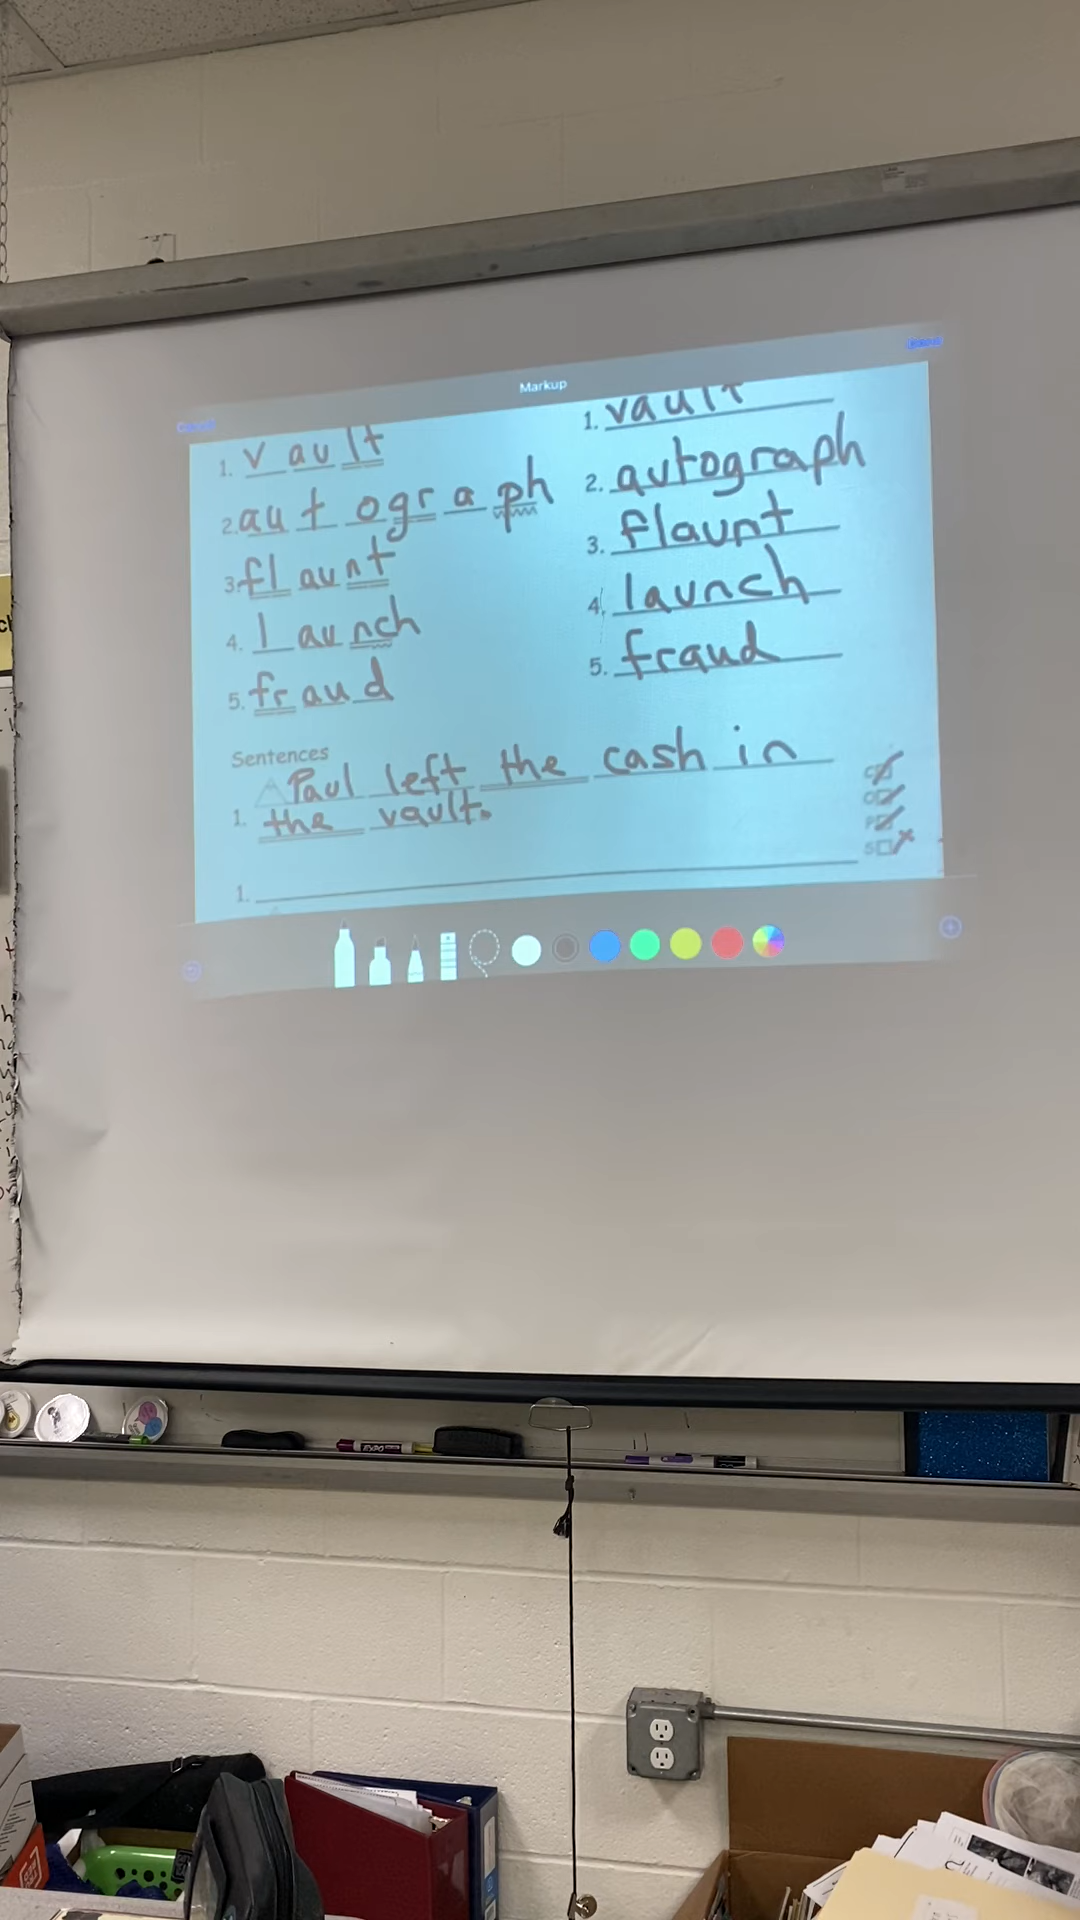 Markup
1. v au lt
2. au t ogr a ph
3. fl au nt
4. l au nch
5. fr au d
1. vault
2. autograph
3. flaunt
4. launch
5. fraud
Sentences
1. Paul left the cash in
the vault.
C
O
P
S
1.
EXPO